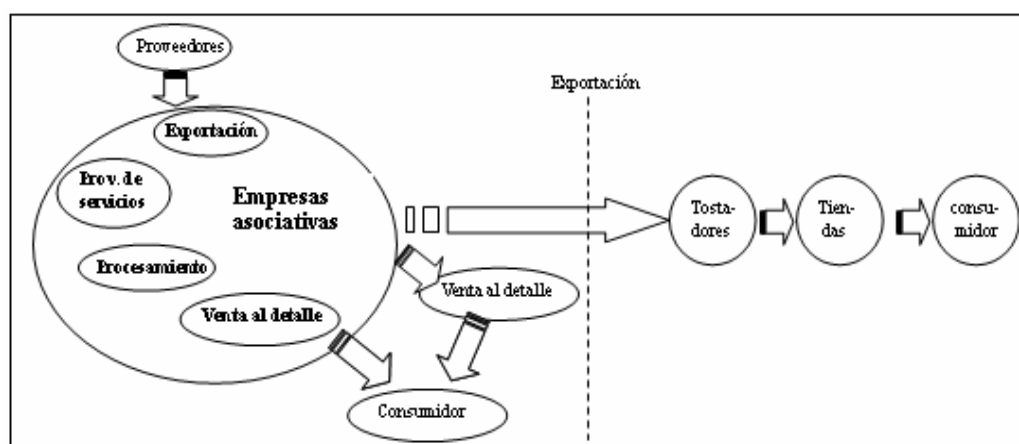 Proveedores
Exportación
Exportación
Prov. de
servicios
Empresas
asociativas
Tosta-
dores
Tien-
das
consu-
midor
Procesamiento
Venta al detalle
Venta al detalle
Consumidor